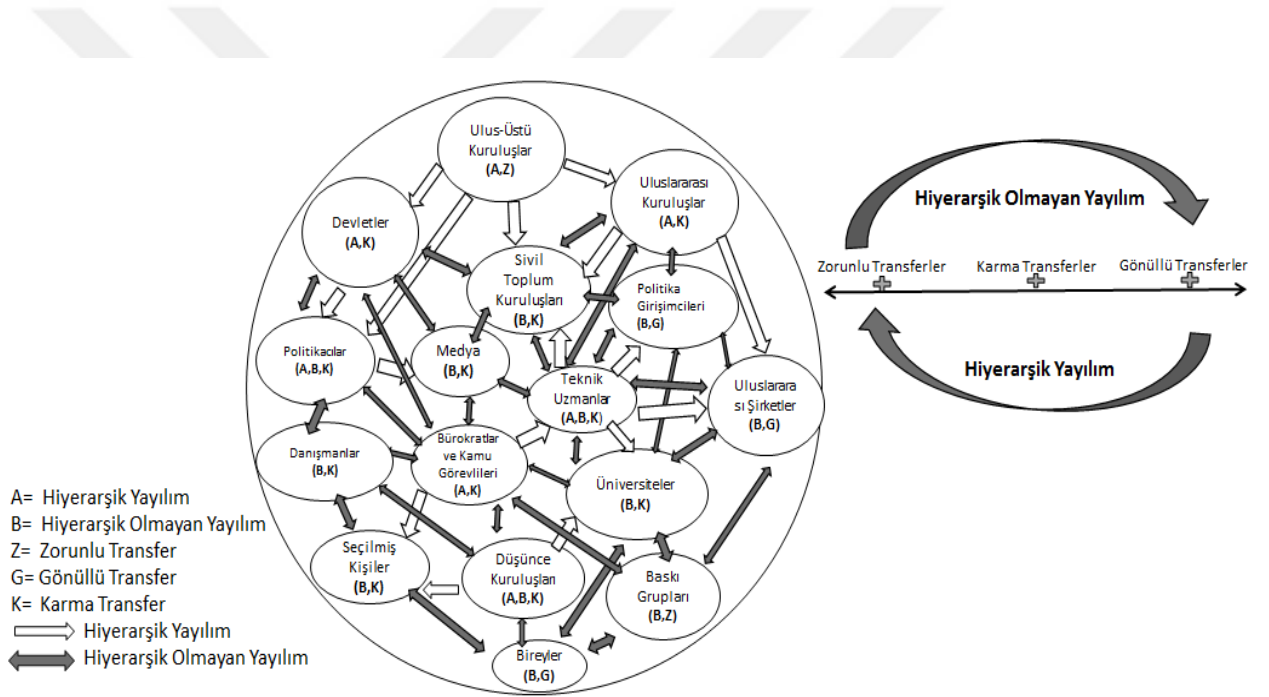 Ulus-Üstü
Kuruluşlar
(A,Z)
Uluslararası
Kuruluşlar
(A,K)
Devletler
(A,K)
Sivil
Toplum
Kuruluşları
(B,K)
Politika
Girişimcileri
(B,G)
Politikacılar
(A,B,K)
Medya
(B,K)
Teknik
Uzmanlar
(A,B,K)
Uluslarara
sı Şirketler
(B,G)
Danışmanlar
(B,K)
Bürokratlar
ve Kamu
Görevlileri
(A,K)
Üniversiteler
(B,K)
Seçilmiş
Kişiler
(B,K)
Düşünce
Kuruluşları
(A,B,K)
Baskı
Grupları
(B,Z)
Bireyler
(B,G)
Hiyerarşik Olmayan Yayılım
Zorunlu Transferler
Karma Transferler
Gönüllü Transferler
Hiyerarşik Yayılım
A= Hiyerarşik Yayılım
B= Hiyerarşik Olmayan Yayılım
Z= Zorunlu Transfer
G= Gönüllü Transfer
K= Karma Transfer
Hiyerarşik Yayılım
Hiyerarşik Olmayan Yayılım